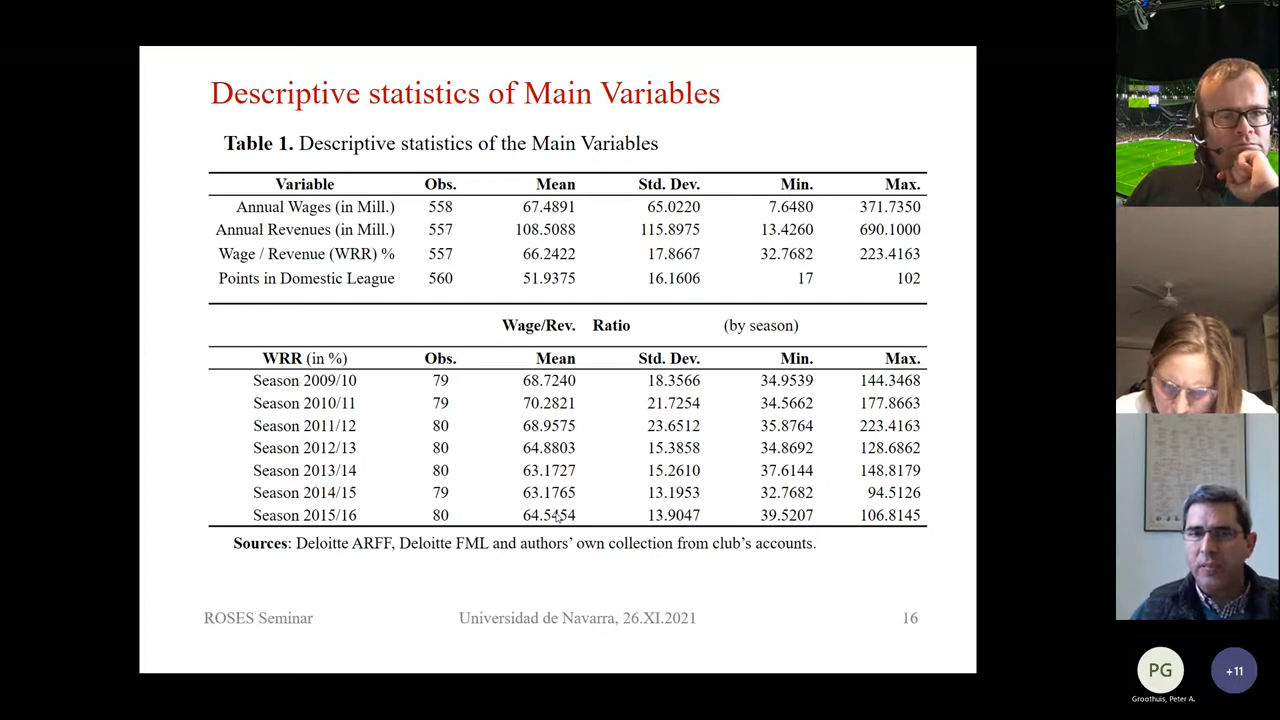 Descriptive statistics of Main Variables
Table 1. Descriptive statistics of the Main Variables
Variable Obs. Mean Std. Dev. Min. Max.
Annual Wages (in Mill.) 558 67.4891 65.0220 7.6480 371.7350
Annual Revenues (in Mill.) 557 108.5088 115.8975 13.4260 690.1000
Wage / Revenue (WRR) % 557 66.2422 17.8667 32.7682 223.4163
Points in Domestic League 560 51.9375 16.1606 17 102
Wage/Rev. Ratio (by season)
WRR (in %) Obs. Mean Std. Dev. Min. Max.
Season 2009/10 79 68.7240 18.3566 34.9539 144.3468
Season 2010/11 79 70.2821 21.7254 34.5662 177.8663
Season 2011/12 80 68.9575 23.6512 35.8764 223.4163
Season 2012/13 80 64.8803 15.3858 34.8692 128.6862
Season 2013/14 80 63.1727 15.2610 37.6144 148.8179
Season 2014/15 79 63.1765 13.1953 32.7682 94.5126
Season 2015/16 80 64.5454 13.9047 39.5207 106.8145
Sources: Deloitte ARFF, Deloitte FML and authors' own collection from club's accounts.
ROSES Seminar Universidad de Navarra, 26.XI.2021 16
PG
+11
Groothuis, Peter A.